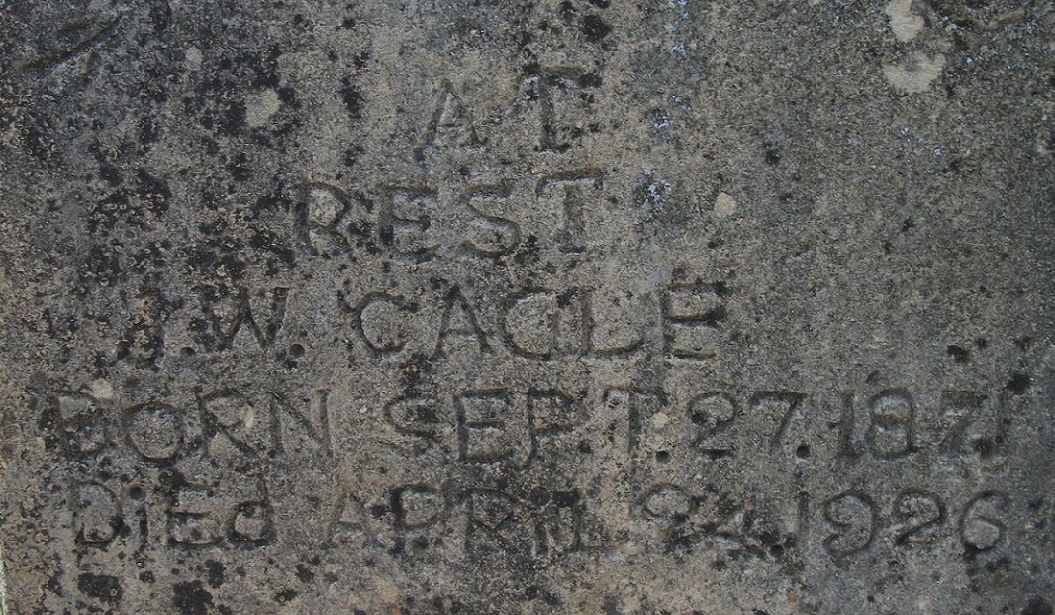 AT
REST
J.W. CAGLE
BORN SEPT. 27. 1871
DiEd APRIL 24. 1926